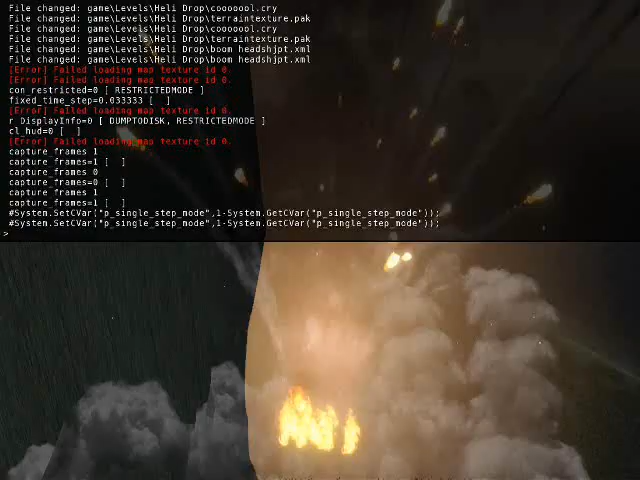 File changed: game\Levels\Heli Drop\cooooool.cry
File changed: game\Levels\Heli Drop\terraintexture.pak
File changed: game\Levels\Heli Drop\cooooool.cry
File changed: game\Levels\Heli Drop\terraintexture.pak
File changed: game\Levels\Heli Drop\boom headshjpt.xml
File changed: game\Levels\Heli Drop\boom headshjpt.xml
[Error] Failed loading map texture id 0.
[Error] Failed loading map texture id 0.
con_restricted=0 [ RESTRICTEDMODE ]
fixed_time_step=0.033333 [  ]
[Error] Failed loading map texture id 0.
r_DisplayInfo=0 [ DUMPTODISK, RESTRICTEDMODE ]
cl_hud=0 [  ]
[Error] Failed loading map texture id 0.
capture_frames 1
capture_frames=1 [  ]
capture_frames 0
capture_frames=0 [  ]
capture_frames 1
capture_frames=1 [  ]
#System.SetCVar("p_single_step_mode",1-System.GetCVar("p_single_step_mode"));
#System.SetCVar("p_single_step_mode",1-System.GetCVar("p_single_step_mode"));
>